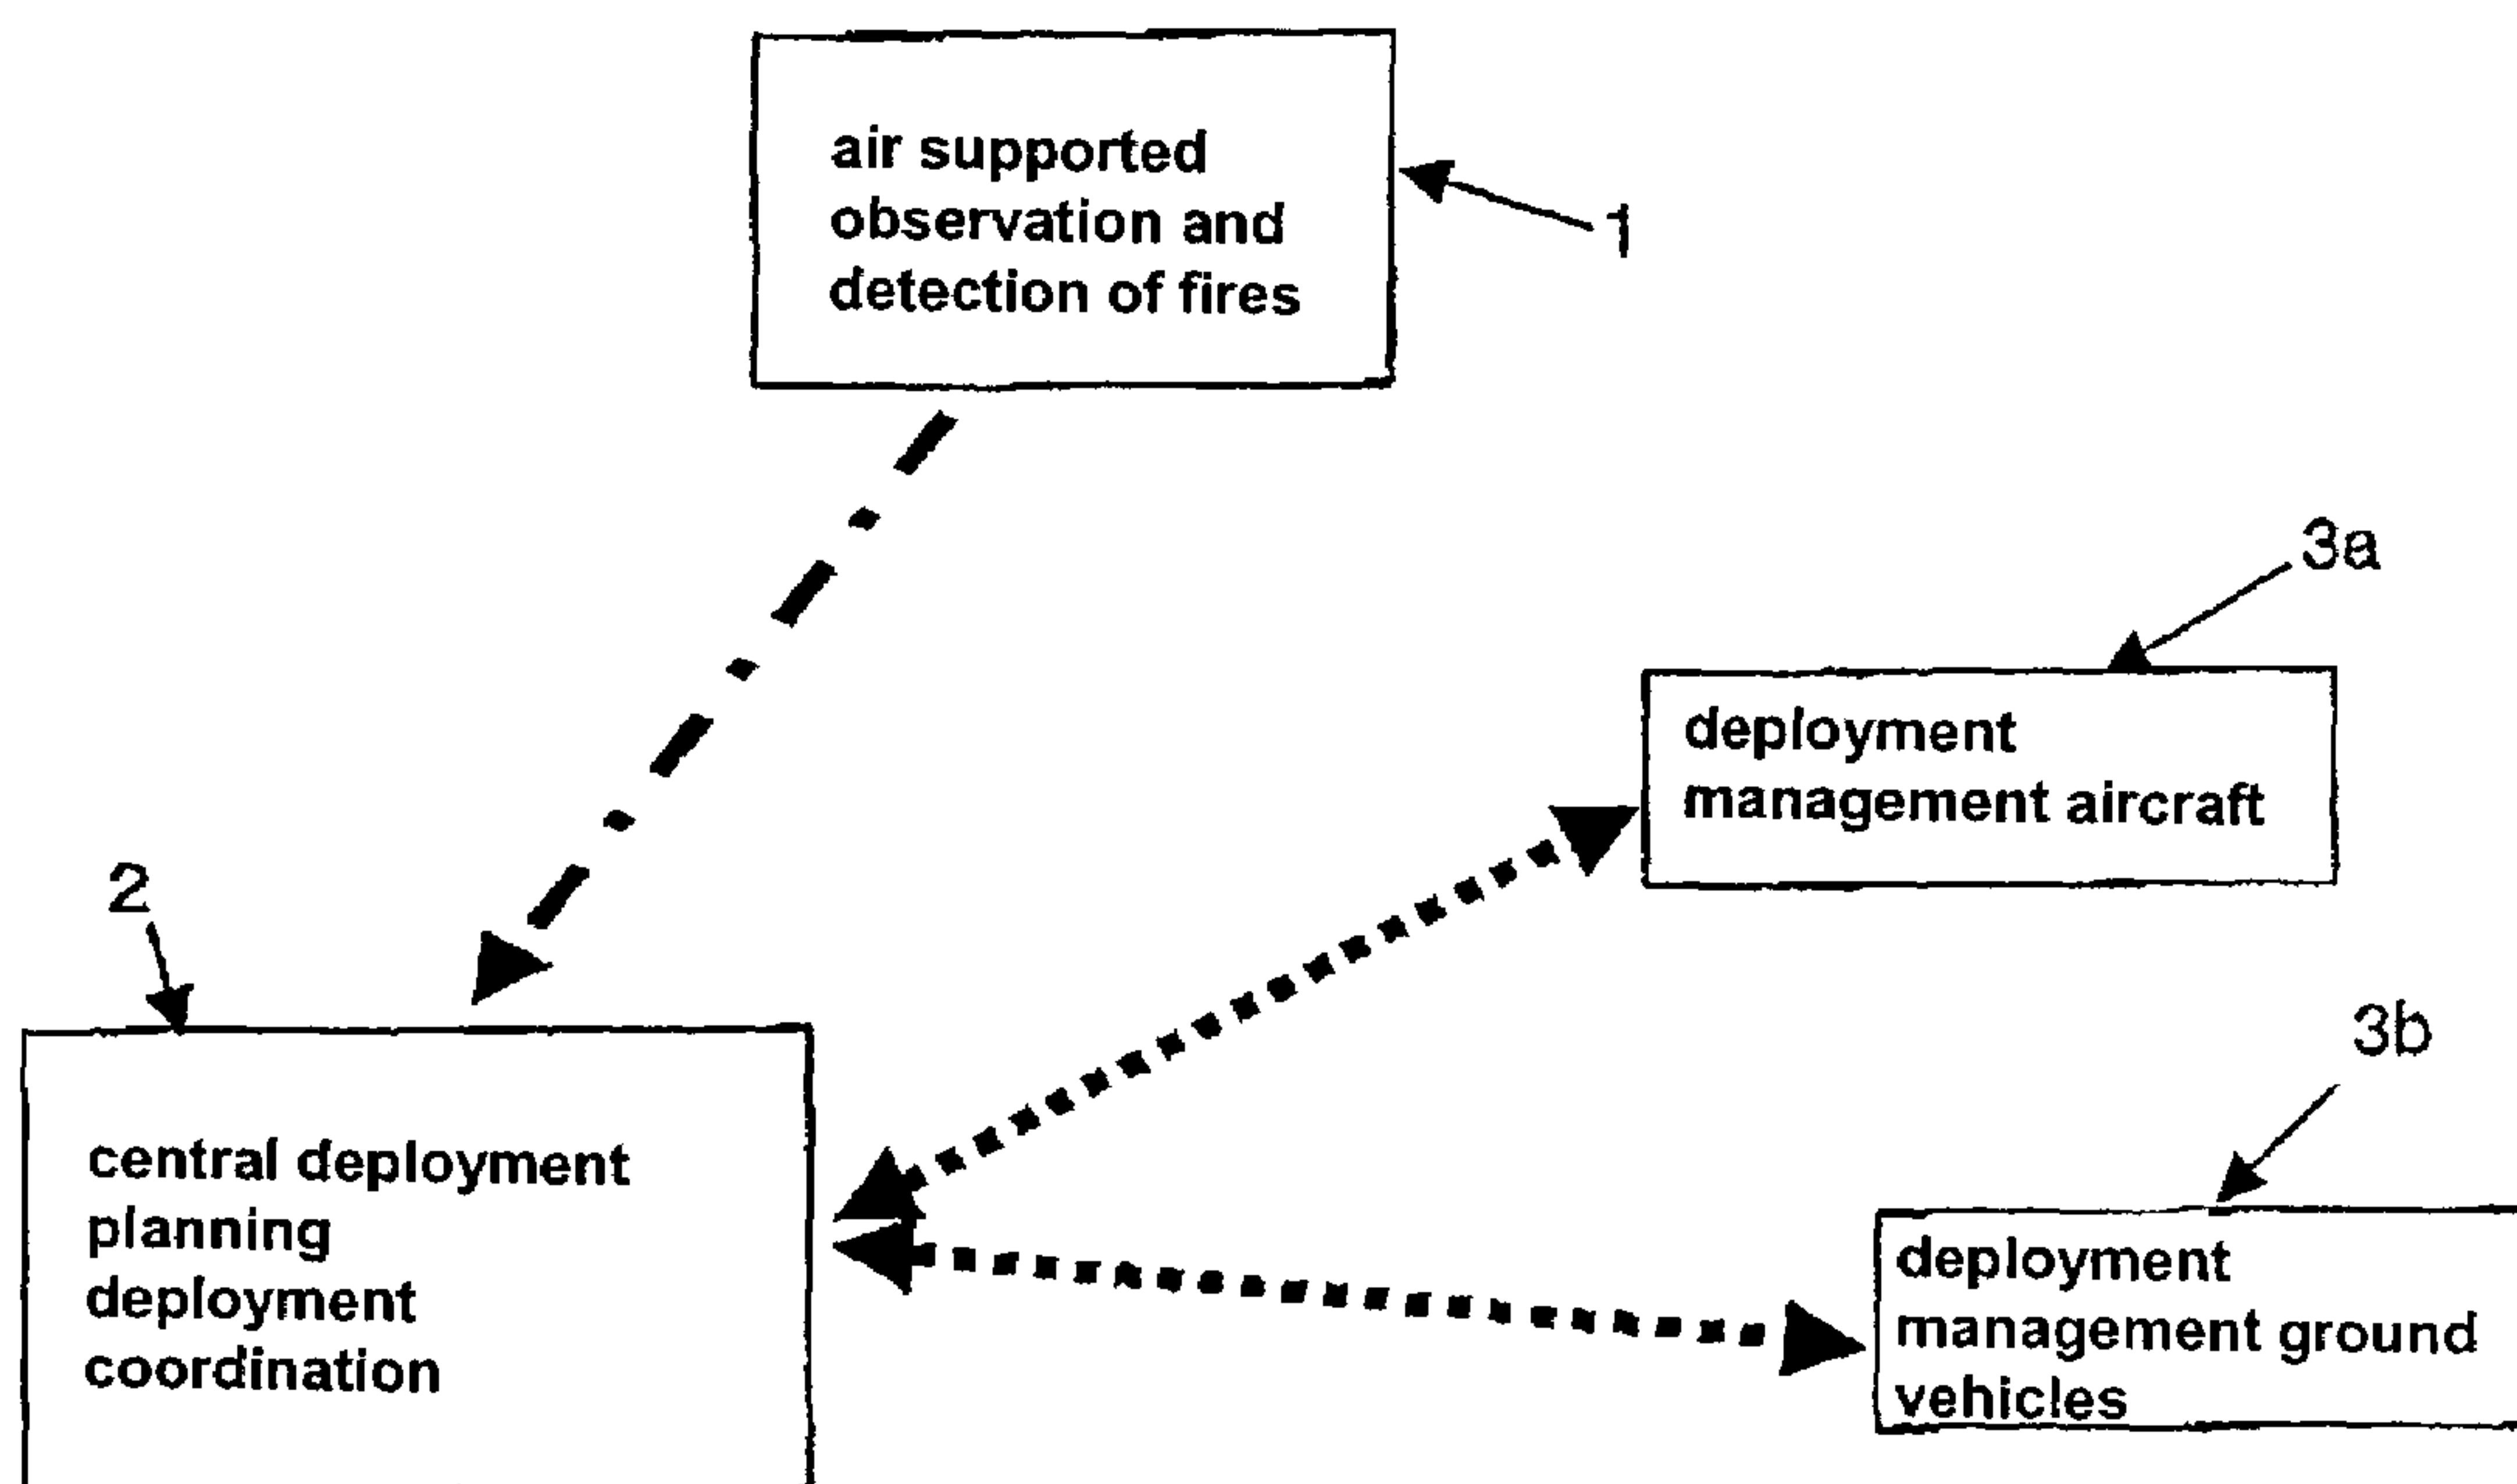 air supported
observation and
detection of fires
1
3a
deployment
management aircraft
2
3b
central deployment
planning
deployment
coordination
deployment
management ground
vehicles